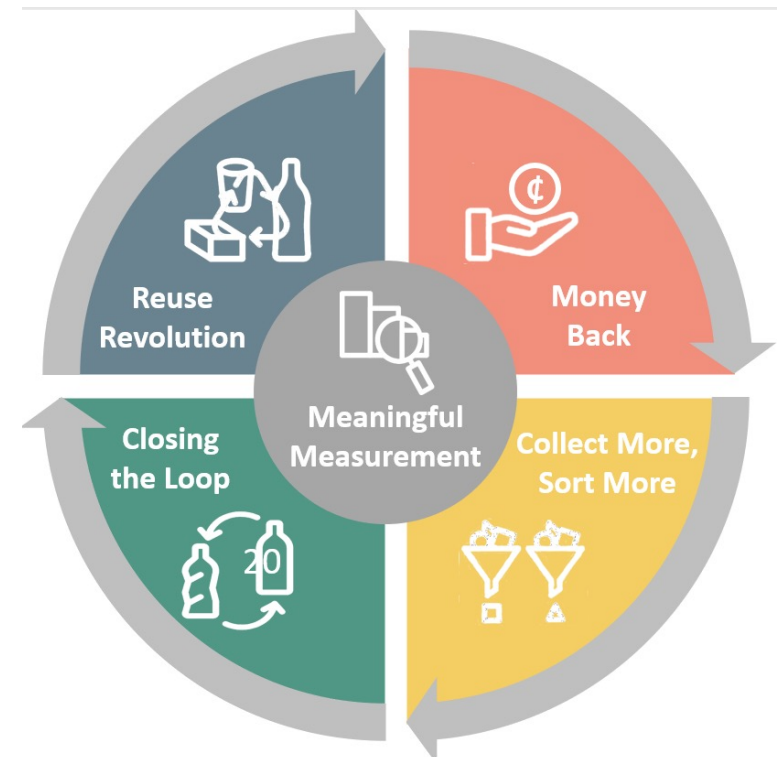 Reuse
Revolution
¢
Money
Back
Meaningful
Measurement
Closing
the Loop
20
Collect More,
Sort More